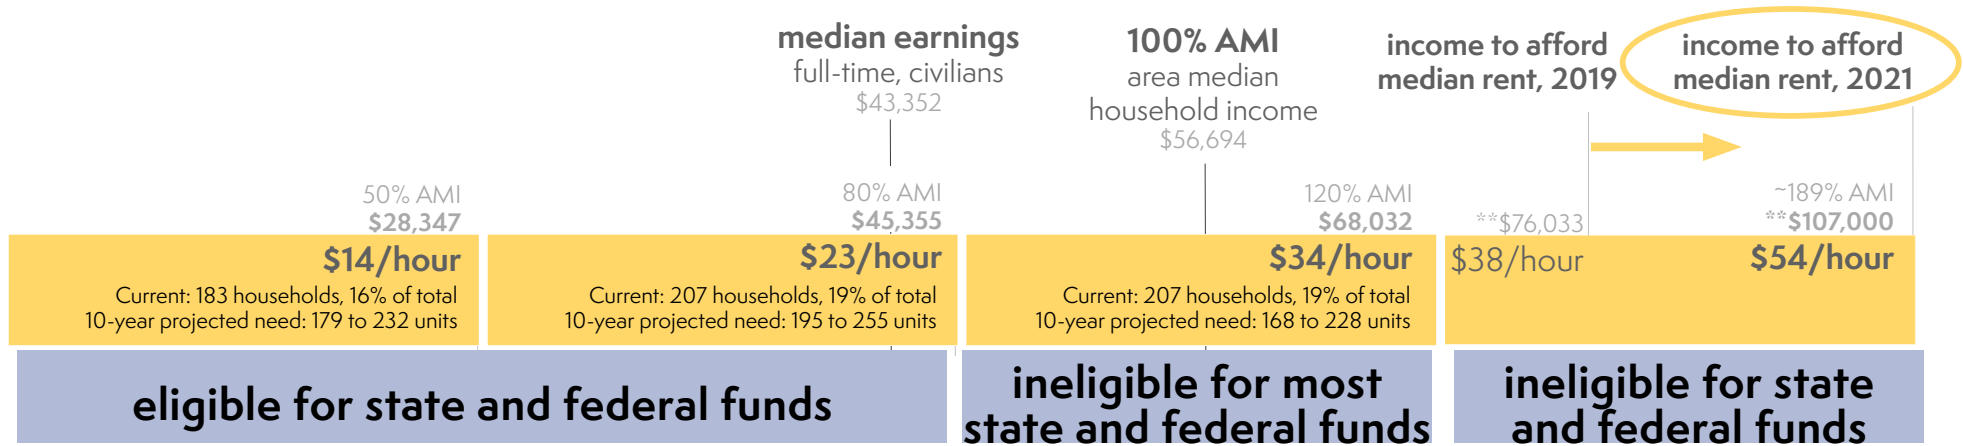 median earnings
full-time, civilians
$43,352
100% AMI
area median
household income
$56,694
income to afford
median rent, 2019
income to afford
median rent, 2021
50% AMI
$28,347
80% AMI
$45,355
120% AMI
$68,032
**$76,033
~189% AMI
**$107,000
$14/hour
Current: 183 households, 16% of total
10-year projected need: 179 to 232 units
$23/hour
Current: 207 households, 19% of total
10-year projected need: 195 to 255 units
$34/hour
Current: 207 households, 19% of total
10-year projected need: 168 to 228 units
$38/hour
$54/hour
eligible for state and federal funds
ineligible for most
state and federal funds
ineligible for state
and federal funds